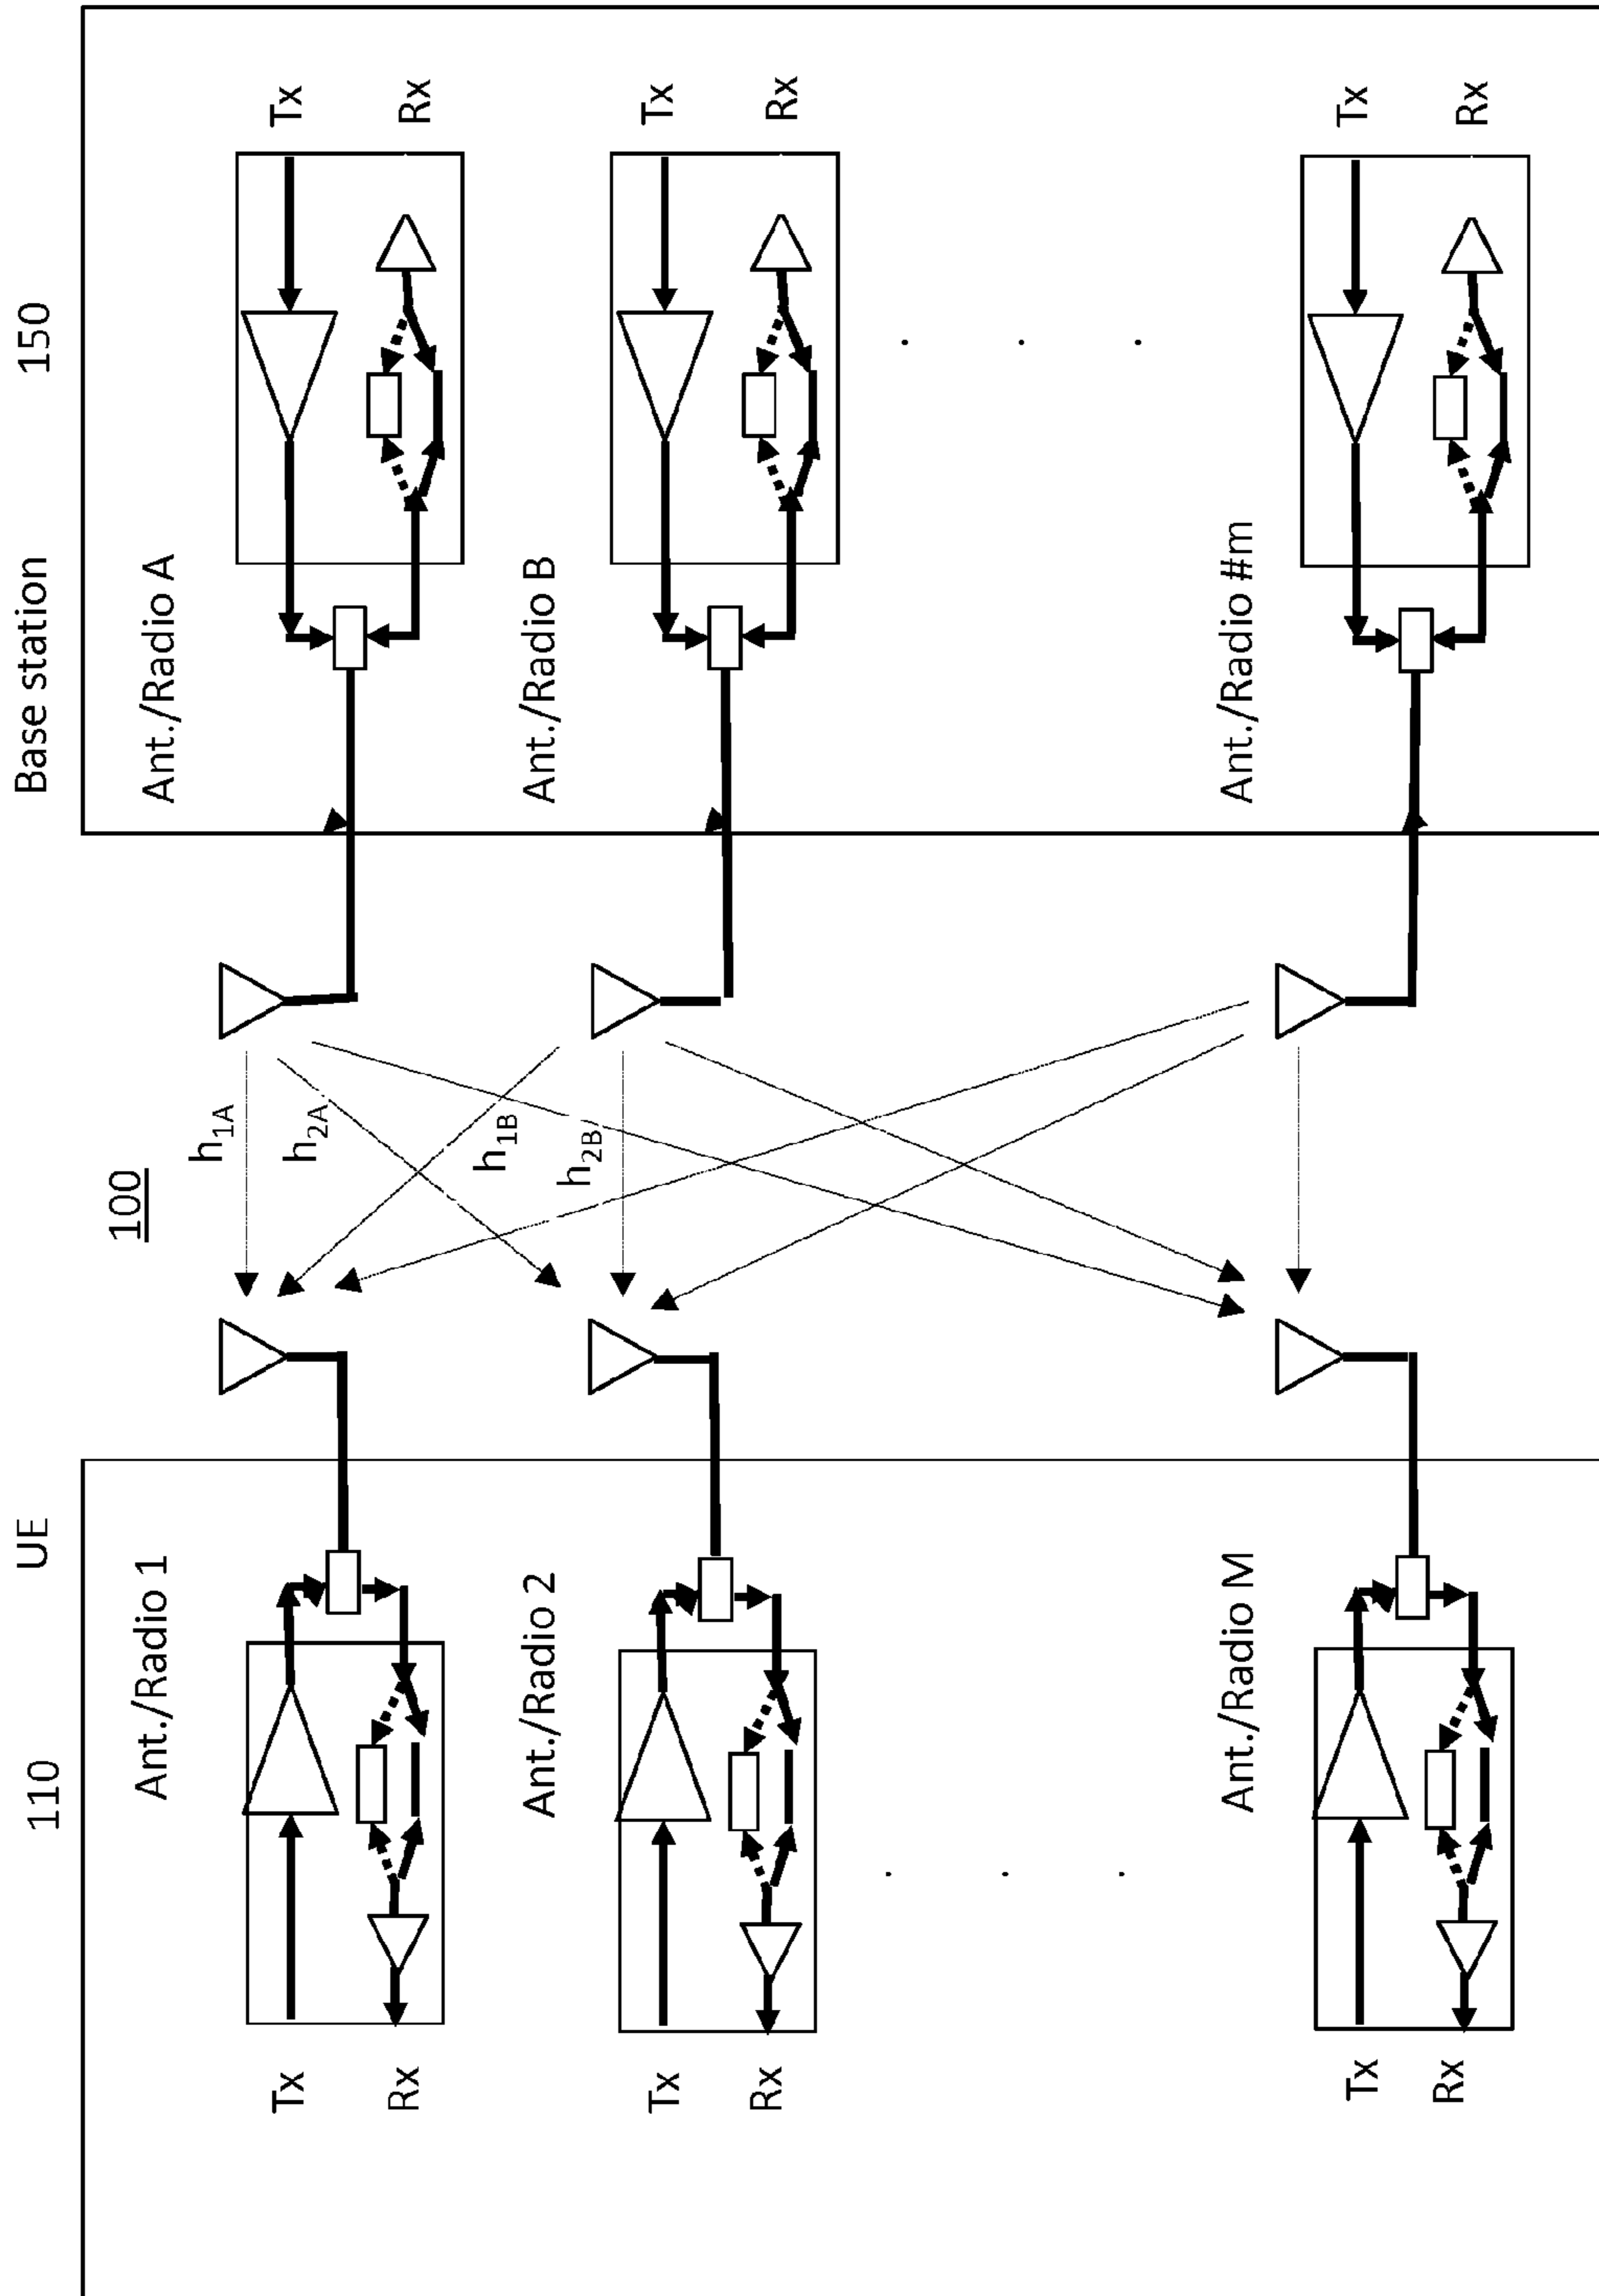 110
UE
Base station
150
100
Ant./Radio 1
Ant./Radio A
h1A
Tx
Tx
h2A
Rx
Rx
h1B
Ant./Radio 2
Ant./Radio B
h2B
Tx
Tx
Rx
Rx
. . .
. . .
Ant./Radio M
Ant./Radio #m
Tx
Tx
Rx
Rx